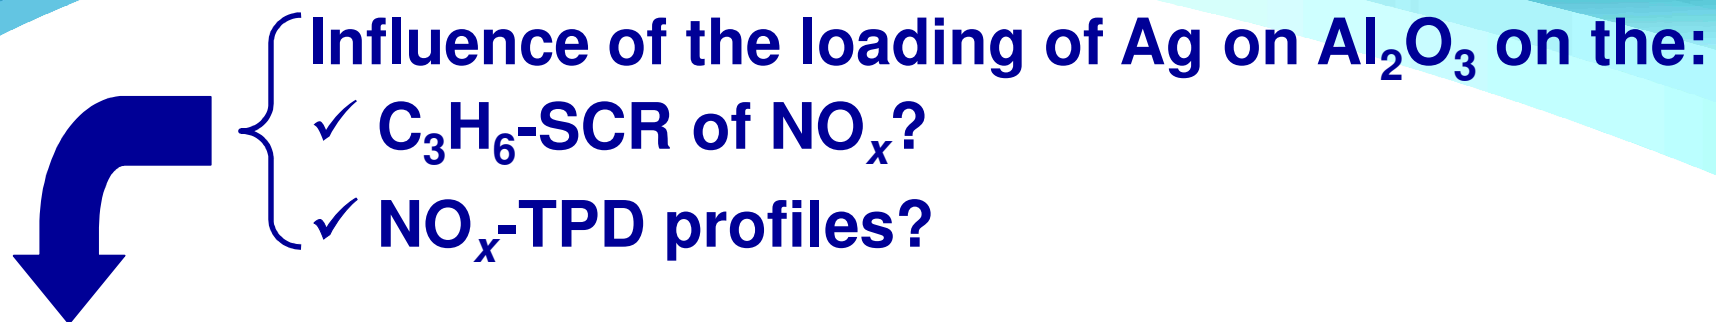 Influence of the loading of Ag on Al₂O₃ on the:
✓ C₃H₆-SCR of NOₓ?
✓ NOₓ-TPD profiles?